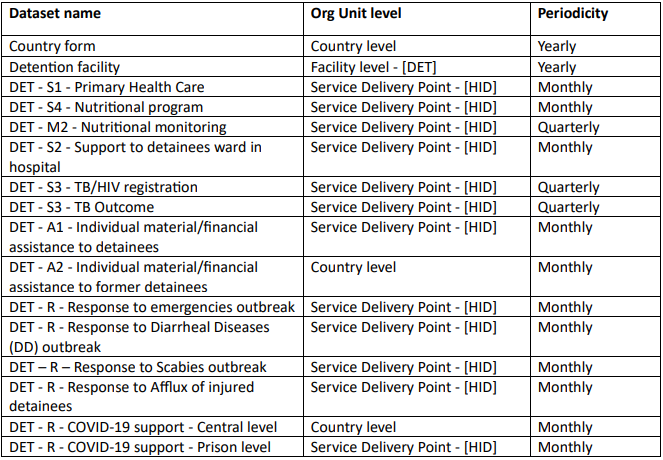 Dataset name Org Unit level Periodicity
Country form Country level Yearly
Detention facility Facility level - [DET] Yearly
DET - S1 - Primary Health Care Service Delivery Point - [HID] Monthly
DET - S4 - Nutritional program Service Delivery Point - [HID] Monthly
DET - M2 - Nutritional monitoring Service Delivery Point - [HID] Quarterly
DET - S2 - Support to detainees ward in Service Delivery Point - [HID] Monthly
hospital
DET - S3 - TB/HIV registration Service Delivery Point - [HID] Quarterly
DET - S3 - TB Outcome Service Delivery Point - [HID] Quarterly
DET - A1 - Individual material/financial Service Delivery Point - [HID] Monthly
assistance to detainees
DET - A2 - Individual material/financial Country level Monthly
assistance to former detainees
DET - R - Response to emergencies outbreak Service Delivery Point - [HID] Monthly
DET - R - Response to Diarrheal Diseases Service Delivery Point - [HID] Monthly
(DD) outbreak
DET – R – Response to Scabies outbreak Service Delivery Point - [HID] Monthly
DET - R - Response to Afflux of injured Service Delivery Point - [HID] Monthly
detainees
DET - R - COVID-19 support - Central level Country level Monthly
DET - R - COVID-19 support - Prison level Service Delivery Point - [HID] Monthly